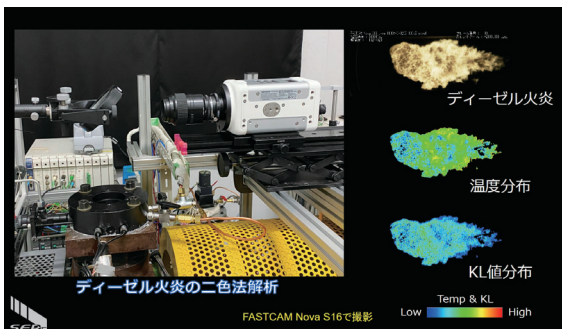 ディーゼル火炎
温度分布
KL値分布
Temp & KL
Low
High
ディーゼル火炎の二色法解析
FASTCAM Nova S16で撮影